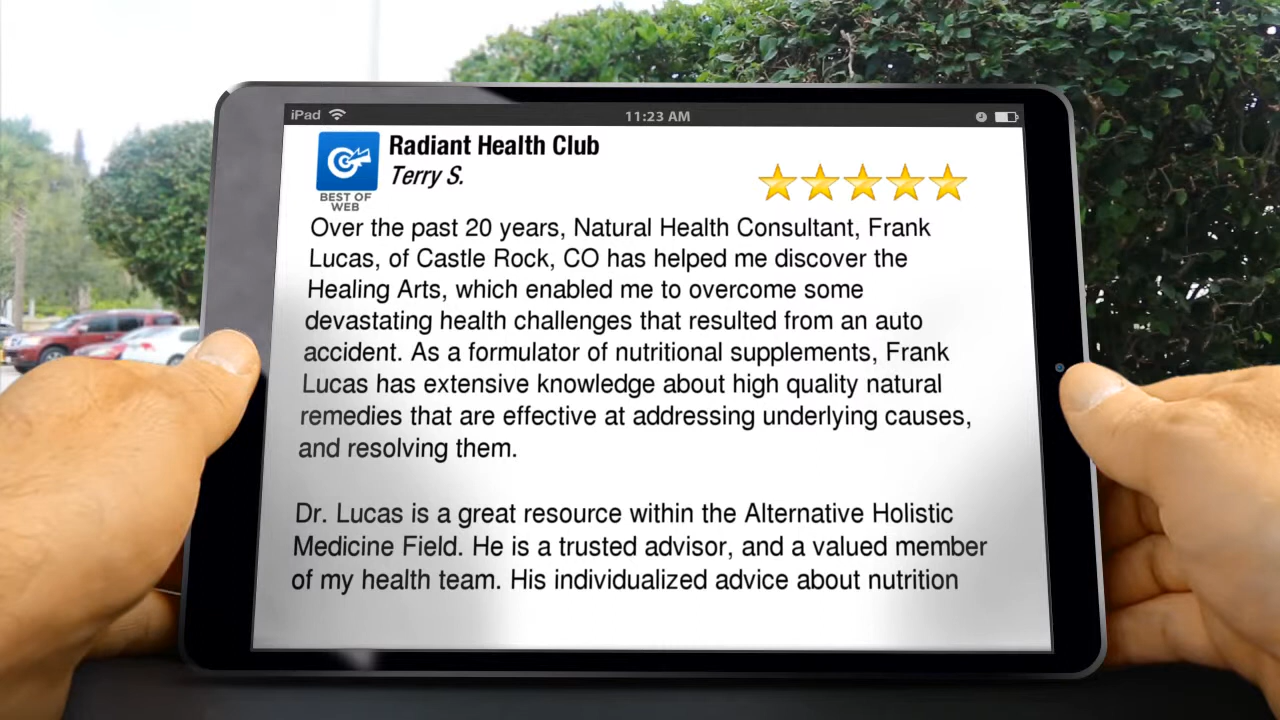 iPad 11:23 AM
Radiant Health Club
Terry S.
BEST OF
WEB
Over the past 20 years, Natural Health Consultant, Frank
Lucas, of Castle Rock, CO has helped me discover the
Healing Arts, which enabled me to overcome some
devastating health challenges that resulted from an auto
accident. As a formulator of nutritional supplements, Frank
Lucas has extensive knowledge about high quality natural
remedies that are effective at addressing underlying causes,
and resolving them.
Dr. Lucas is a great resource within the Alternative Holistic
Medicine Field. He is a trusted advisor, and a valued member
of my health team. His individualized advice about nutrition